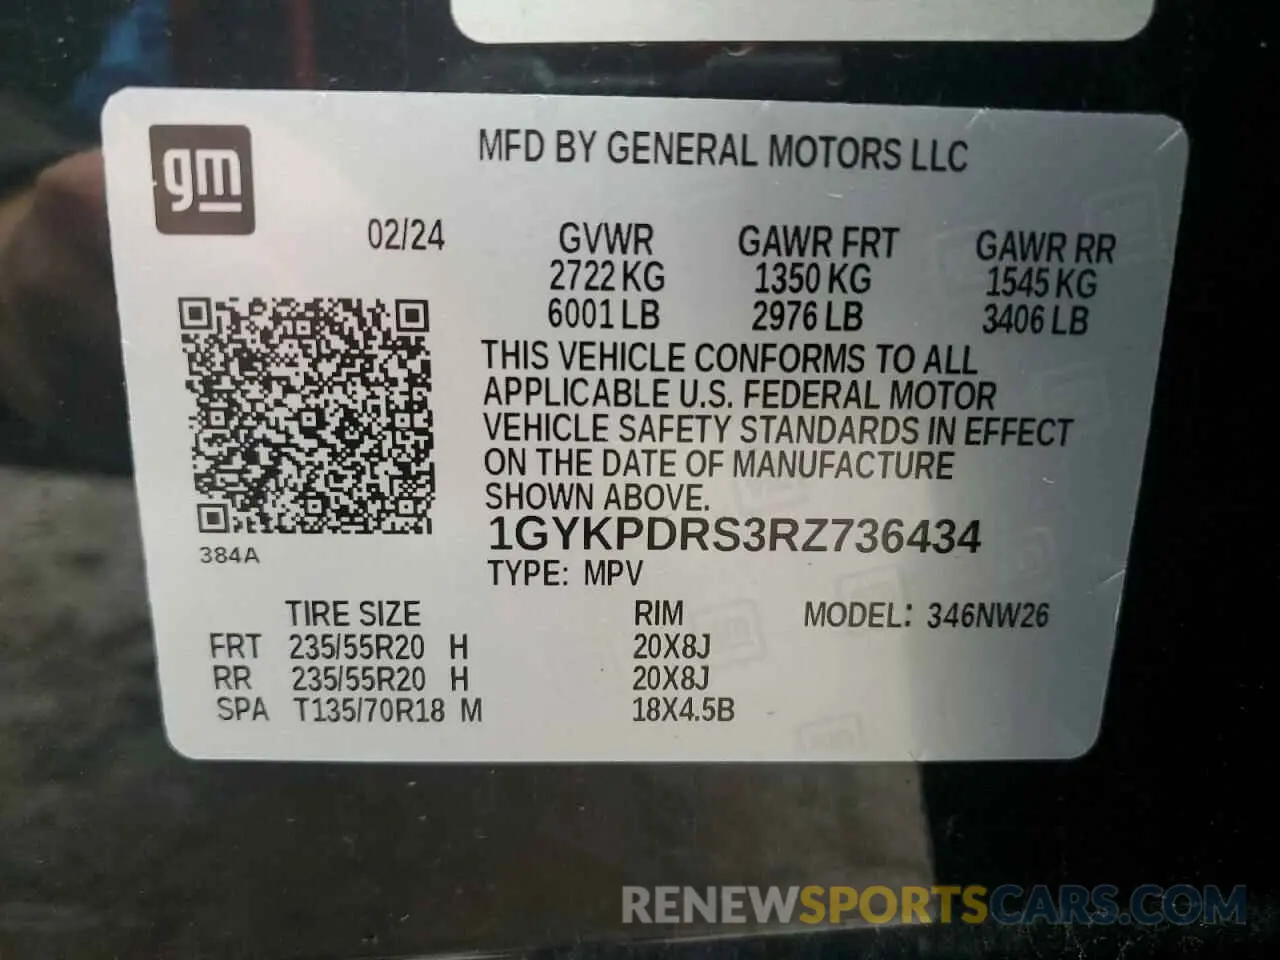 gm
MFD BY GENERAL MOTORS LLC
02/24 GVWR GAWR FRT GAWR RR
2722 KG 1350 KG 1545 KG
6001 LB 2976 LB 3406 LB
THIS VEHICLE CONFORMS TO ALL
APPLICABLE U.S. FEDERAL MOTOR
VEHICLE SAFETY STANDARDS IN EFFECT
ON THE DATE OF MANUFACTURE
SHOWN ABOVE.
1GYKPDRS3RZ736434
384A
TYPE: MPV
TIRE SIZE RIM MODEL: 346NW26
FRT 235/55R20 H 20X8J
RR 235/55R20 H 20X8J
SPA T135/70R18 M 18X4.5B
RENEWSPORTSCARS.COM